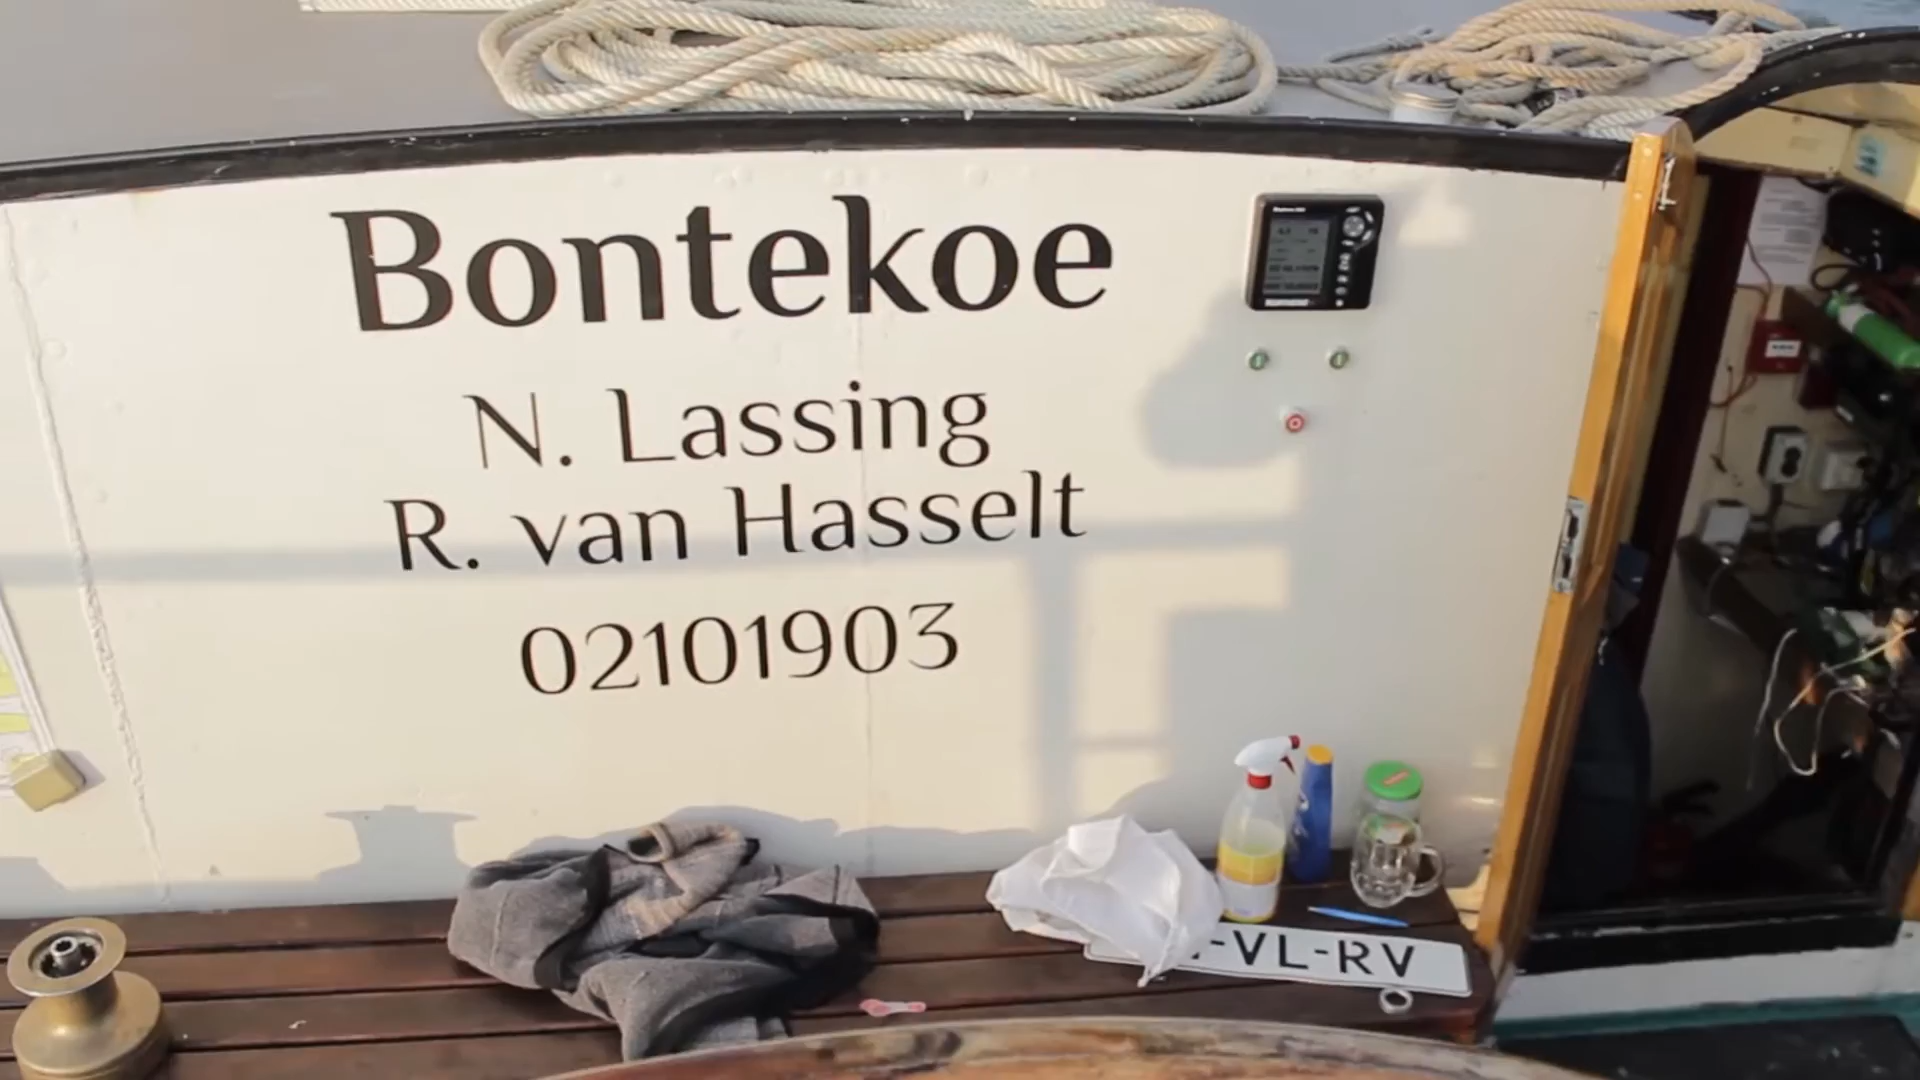 Bontekoe
N. Lassing
R. van Hasselt
02101903
-VL-RV